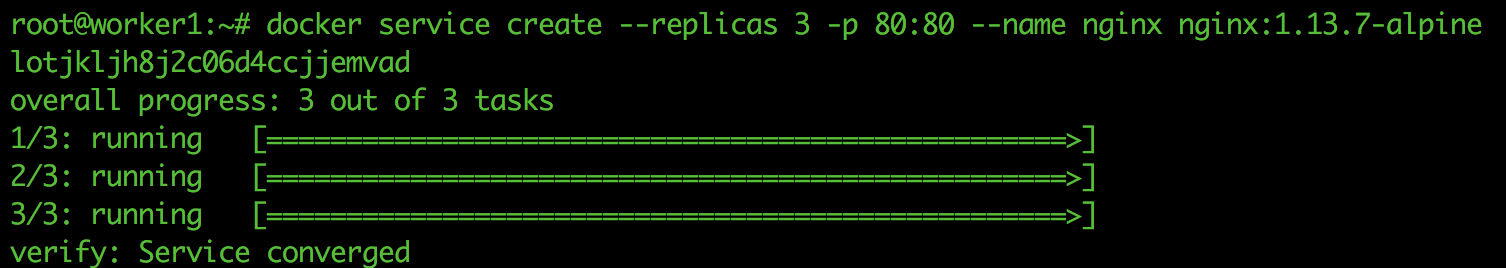 root@worker1:~# docker service create --replicas 3 -p 80:80 --name nginx nginx:1.13.7-alpine
lotjkljh8j2c06d4ccjjemvad
overall progress: 3 out of 3 tasks
1/3: running   [==================================================>]
2/3: running   [==================================================>]
3/3: running   [==================================================>]
verify: Service converged